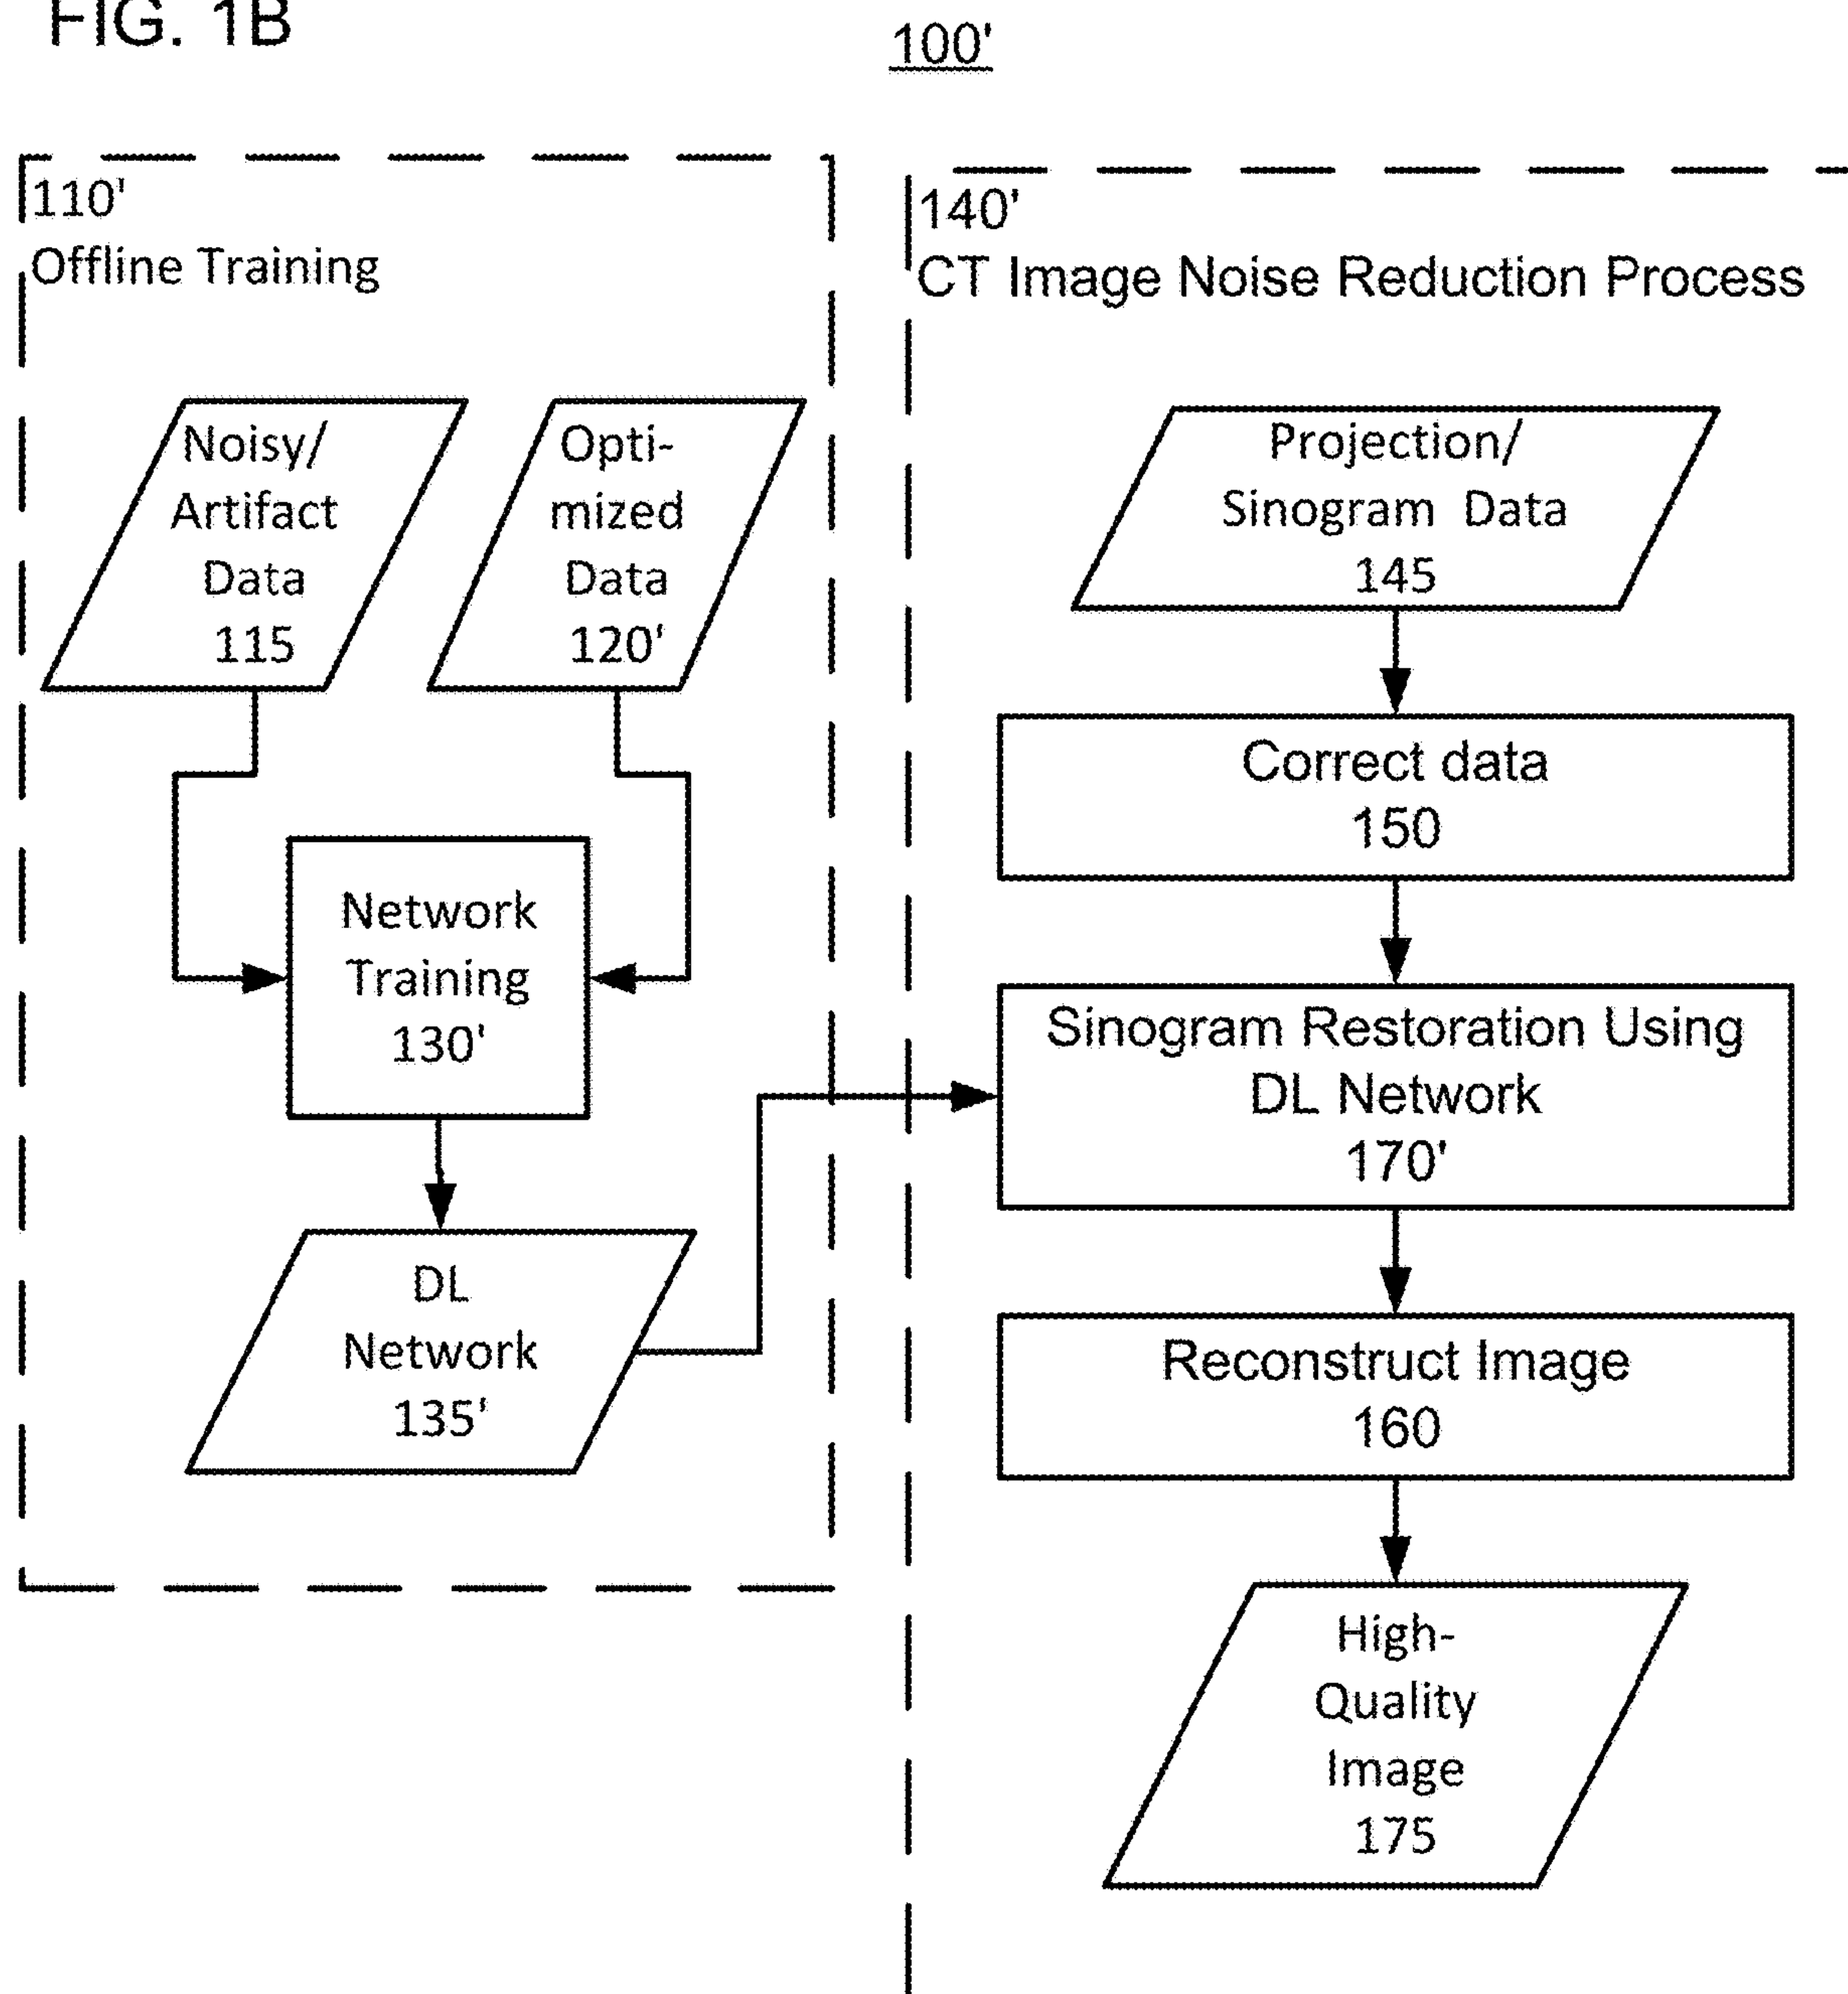 FIG. 1B
100'
110'
Offline Training
Noisy/
Artifact
Data
115
Opti-
mized
Data
120'
Network
Training
130'
DL
Network
135'
140'
CT Image Noise Reduction Process
Projection/
Sinogram Data
145
Correct data
150
Sinogram Restoration Using
DL Network
170'
Reconstruct Image
160
High-
Quality
Image
175